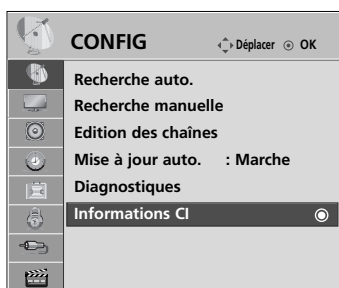 CONFIG Déplacer OK
Recherche auto.
Recherche manuelle
Edition des chaînes
Mise à jour auto. : Marche
Diagnostiques
Informations CI